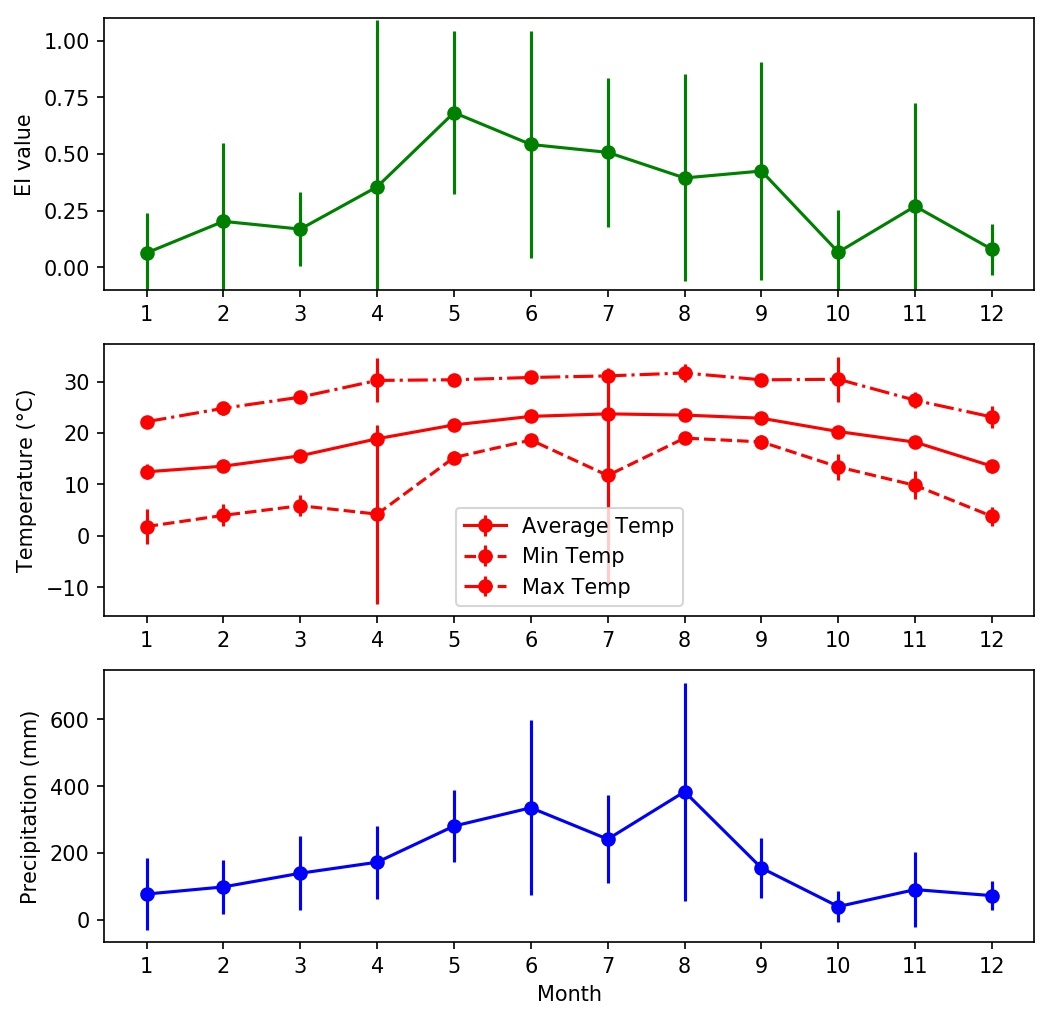 EI value
1.00
0.75
0.50
0.25
0.00
1 2 3 4 5 6 7 8 9 10 11 12
Temperature (°C)
30
20
10
0
−10
Average Temp
Min Temp
Max Temp
1 2 3 4 5 6 7 8 9 10 11 12
Precipitation (mm)
600
400
200
0
1 2 3 4 5 6 7 8 9 10 11 12
Month